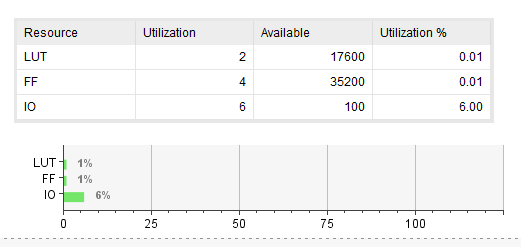 Resource Utilization Available Utilization %
LUT 2 17600 0.01
FF 4 35200 0.01
IO 6 100 6.00
LUT 1%
FF 1%
IO 6%
0 25 50 75 100